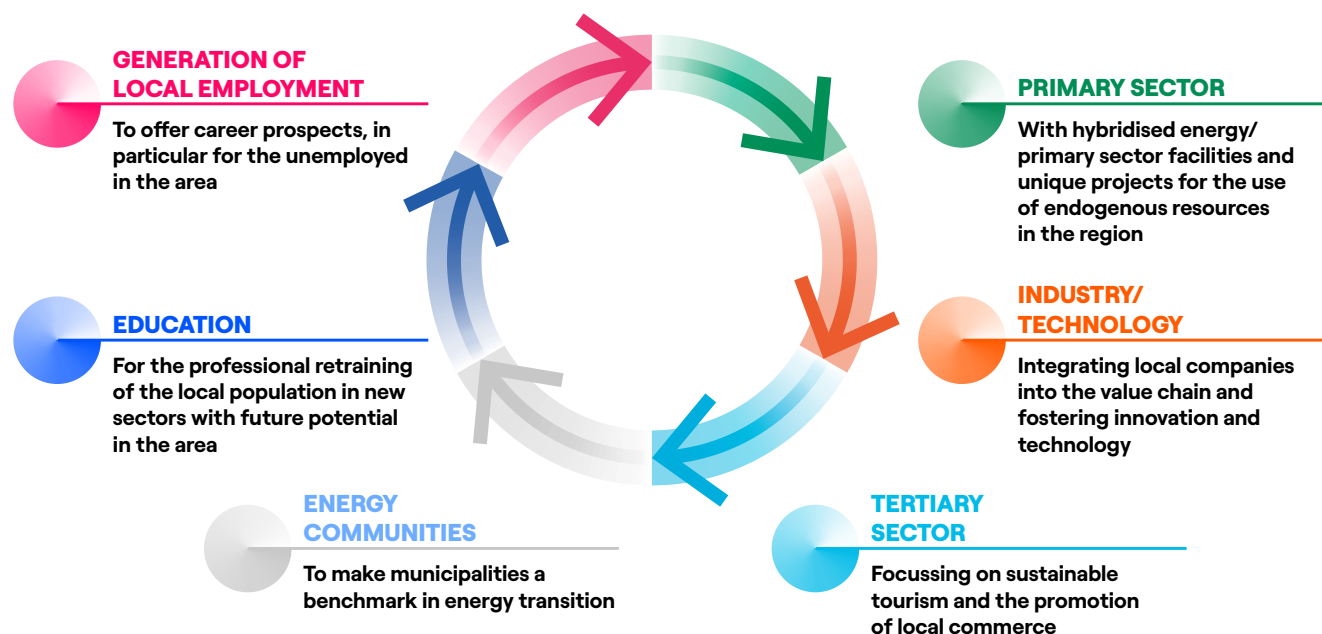 GENERATION OF
LOCAL EMPLOYMENT
To offer career prospects, in
particular for the unemployed
in the area
PRIMARY SECTOR
With hybridised energy/
primary sector facilities and
unique projects for the use
of endogenous resources
in the region
EDUCATION
For the professional retraining
of the local population in new
sectors with future potential
in the area
INDUSTRY/
TECHNOLOGY
Integrating local companies
into the value chain and
fostering innovation and
technology
ENERGY
COMMUNITIES
To make municipalities a
benchmark in energy transition
TERTIARY
SECTOR
Focussing on sustainable
tourism and the promotion
of local commerce